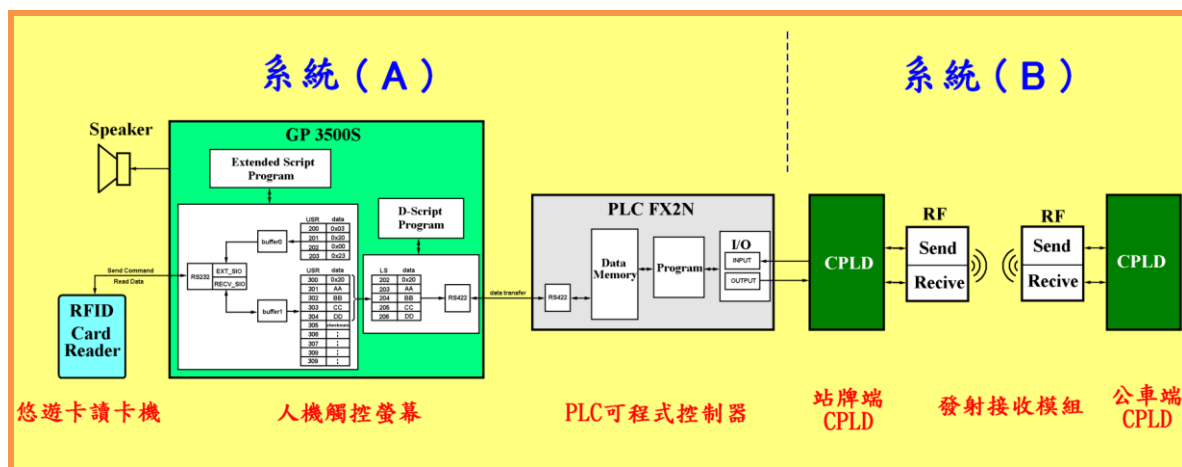 系統(A)
系統(B)
Speaker
GP 3500S
Extended Script
Program
D-Script
Program
USR data
200 0x03
201 0x20
202 0x00
203 0x23
buffer0
RS232
EXT_SIO
RECV_SIO
buffer1
USR data
300 0x20
301 AA
302 BB
303 CC
304 DD
305 checksum
306 ⋮
307 ⋮
308 ⋮
309 ⋮
LS data
202 0x20
203 AA
204 BB
205 CC
206 DD
RS422
Send Command
Read Data
RFID
Card
Reader
data transfer
PLC FX2N
RS422
Data
Memory
Program
I/O
INPUT
OUTPUT
CPLD
RF
Send
Recive
RF
Send
Recive
CPLD
悠遊卡讀卡機
人機觸控螢幕
PLC可程式控制器
站牌端
CPLD
發射接收模組
公車端
CPLD